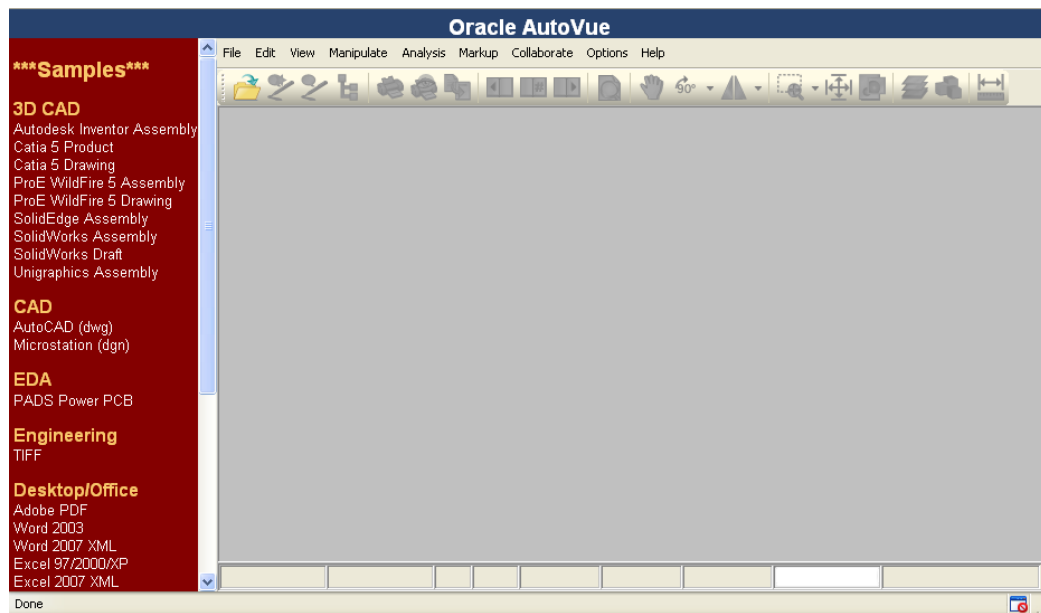 Oracle AutoVue
***Samples***
3D CAD
Autodesk Inventor Assembly
Catia 5 Product
Catia 5 Drawing
ProE WildFire 5 Assembly
ProE WildFire 5 Drawing
SolidEdge Assembly
SolidWorks Assembly
SolidWorks Draft
Unigraphics Assembly
CAD
AutoCAD (dwg)
Microstation (dgn)
EDA
PADS Power PCB
Engineering
TIFF
Desktop/Office
Adobe PDF
Word 2003
Word 2007 XML
Excel 97/2000/XP
Excel 2007 XML
File Edit View Manipulate Analysis Markup Collaborate Options Help
90°
Done